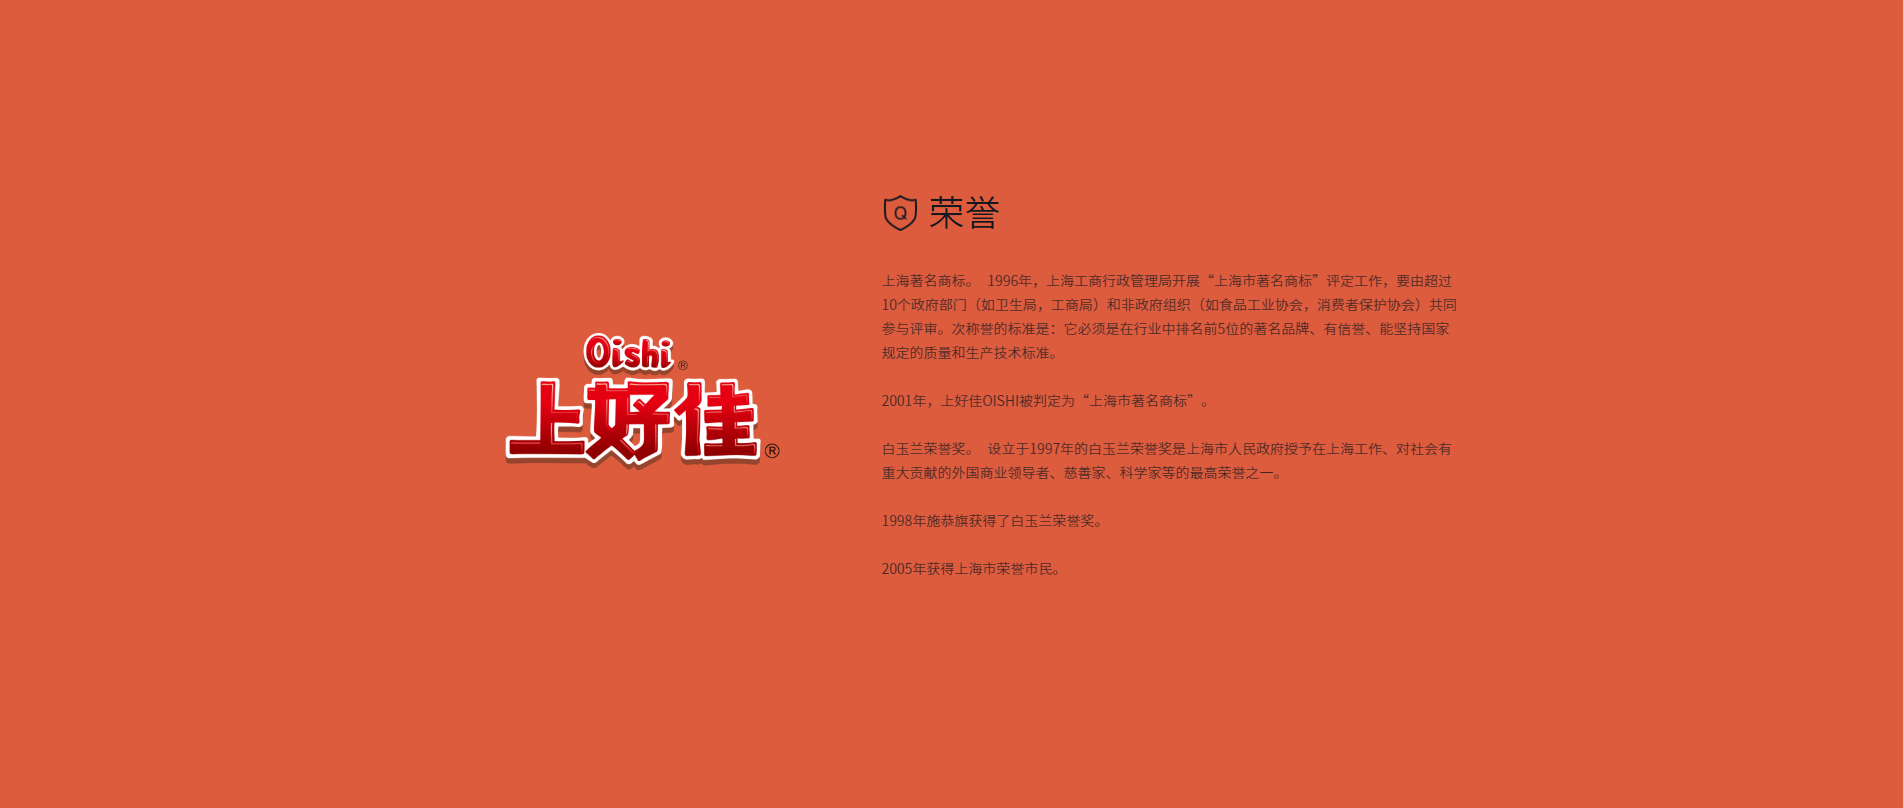 Oishi®
上好佳®
Q 荣誉
上海著名商标。 1996年，上海工商行政管理局开展“上海市著名商标”评定工作，要由超过
10个政府部门（如卫生局，工商局）和非政府组织（如食品工业协会，消费者保护协会）共同
参与评审。次称誉的标准是：它必须是在行业中排名前5位的著名品牌、有信誉、能坚持国家
规定的质量和生产技术标准。
2001年，上好佳OISHI被判定为“上海市著名商标”。
白玉兰荣誉奖。 设立于1997年的白玉兰荣誉奖是上海市人民政府授予在上海工作、对社会有
重大贡献的外国商业领导者、慈善家、科学家等的最高荣誉之一。
1998年施恭旗获得了白玉兰荣誉奖。
2005年获得上海市荣誉市民。